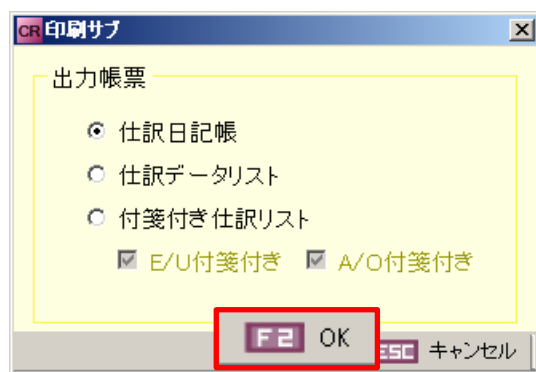 CR 印刷サブ
出力帳票
仕訳日記帳
仕訳データリスト
付箋付き仕訳リスト
E/U付箋付き A/O付箋付き
F2 OK ESC キャンセル